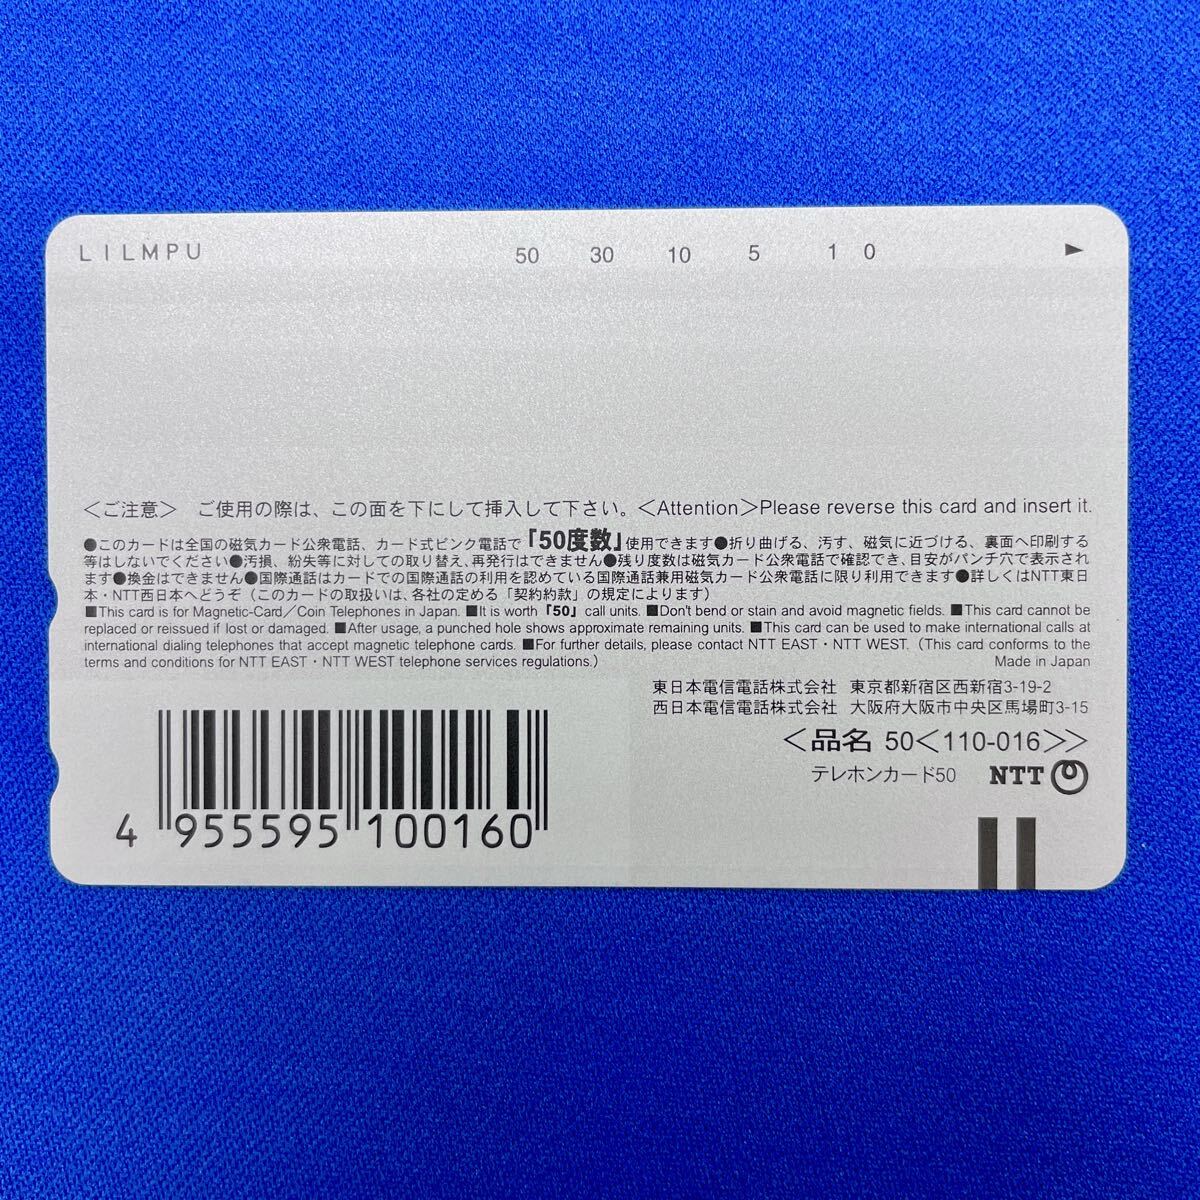 LILMPU 50 30 10 5 1 0
＜ご注意＞　ご使用の際は、この面を下にして挿入して下さい。＜Attention＞Please reverse this card and insert it.
●このカードは全国の磁気カード公衆電話、カード式ピンク電話で「50度数」使用できます●折り曲げる、汚す、磁気に近づける、裏面へ印刷する
等はしないでください●汚損、紛失等に対しての取り替え、再発行はできません●残り度数は磁気カード公衆電話で確認でき、目安がパンチ穴で表示され
ます●換金はできません●国際通話はカードでの国際通話の利用を認めている国際通話兼用磁気カード公衆電話に限り利用できます●詳しくはNTT東日
本・NTT西日本へどうぞ（このカードの取扱いは、各社の定める「契約約款」の規定によります）
■This card is for Magnetic-Card／Coin Telephones in Japan. ■It is worth「50」call units. ■Don't bend or stain and avoid magnetic fields. ■This card cannot be
replaced or reissued if lost or damaged. ■After usage, a punched hole shows approximate remaining units. ■This card can be used to make international calls at
international dialing telephones that accept magnetic telephone cards. ■For further details, please contact NTT EAST・NTT WEST.（This card conforms to the
terms and conditions for NTT EAST・NTT WEST telephone services regulations.） Made in Japan
東日本電信電話株式会社　東京都新宿区西新宿3-19-2
西日本電信電話株式会社　大阪府大阪市中央区馬場町3-15
＜品名 50＜110-016＞＞
テレホンカード50 NTT
4 955595 100160